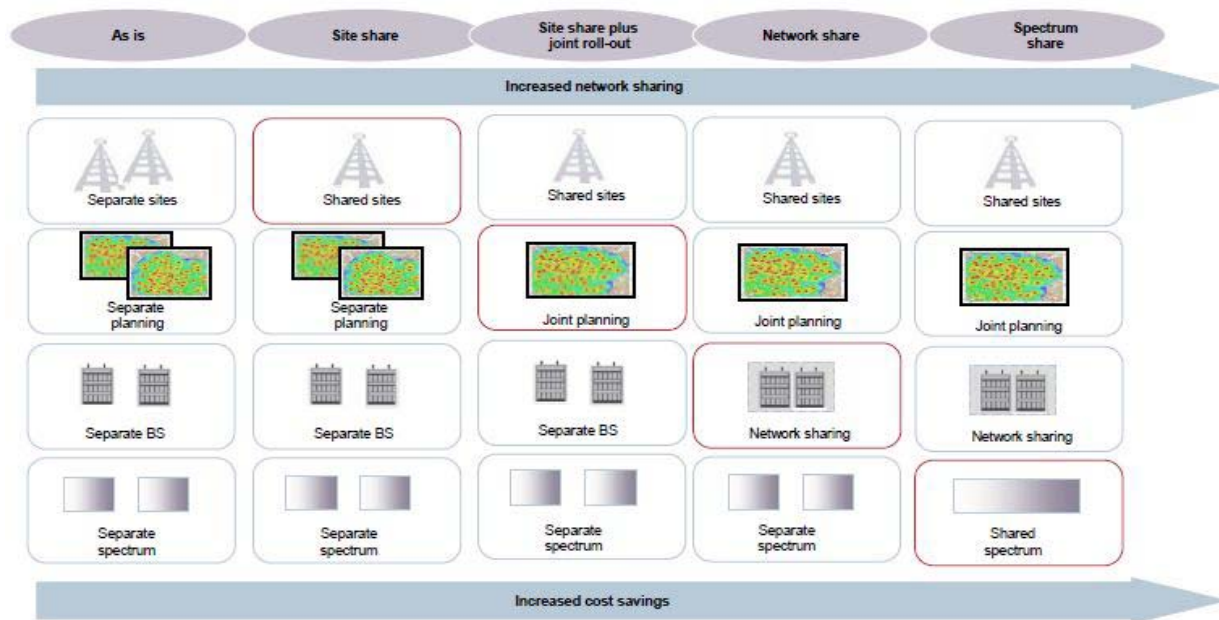 As is
Site share
Site share plus
joint roll-out
Network share
Spectrum
share
Increased network sharing
Separate sites
Shared sites
Shared sites
Shared sites
Shared sites
Separate
planning
Separate
planning
Joint planning
Joint planning
Joint planning
Separate BS
Separate BS
Separate BS
Network sharing
Network sharing
Separate
spectrum
Separate
spectrum
Separate
spectrum
Separate
spectrum
Shared
spectrum
Increased cost savings